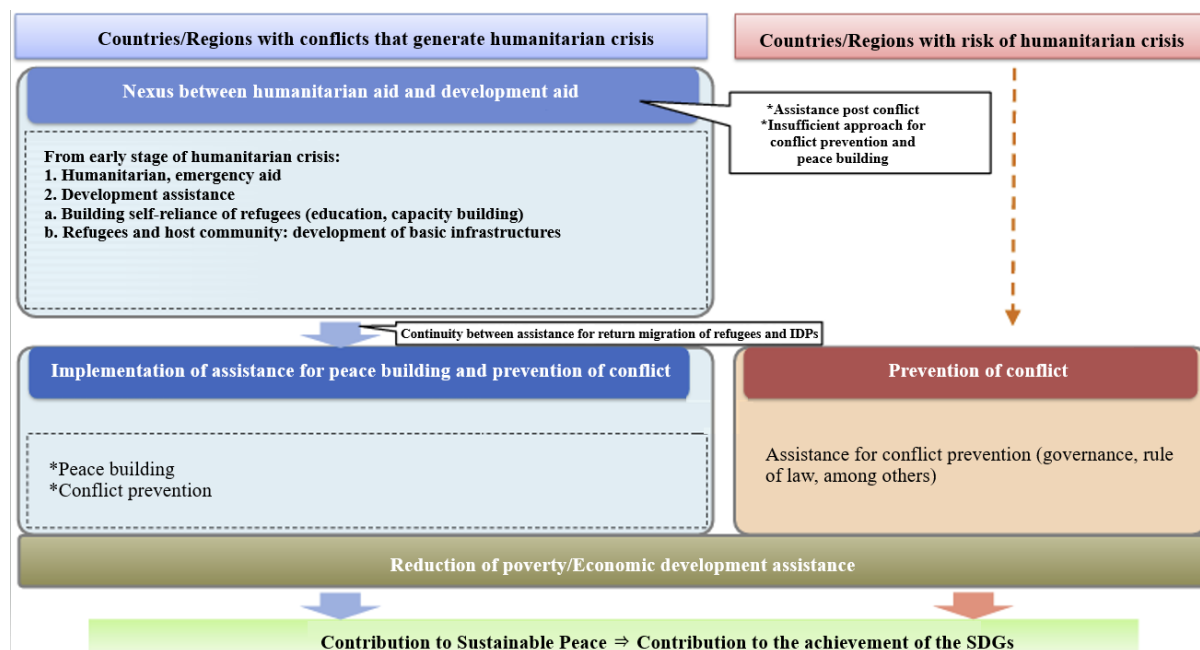 Countries/Regions with conflicts that generate humanitarian crisis
Countries/Regions with risk of humanitarian crisis
Nexus between humanitarian aid and development aid
*Assistance post conflict
*Insufficient approach for
conflict prevention and
peace building
From early stage of humanitarian crisis:
1. Humanitarian, emergency aid
2. Development assistance
a. Building self-reliance of refugees (education, capacity building)
b. Refugees and host community: development of basic infrastructures
Continuity between assistance for return migration of refugees and IDPs
Implementation of assistance for peace building and prevention of conflict
*Peace building
*Conflict prevention
Prevention of conflict
Assistance for conflict prevention (governance, rule
of law, among others)
Reduction of poverty/Economic development assistance
Contribution to Sustainable Peace ⇒ Contribution to the achievement of the SDGs